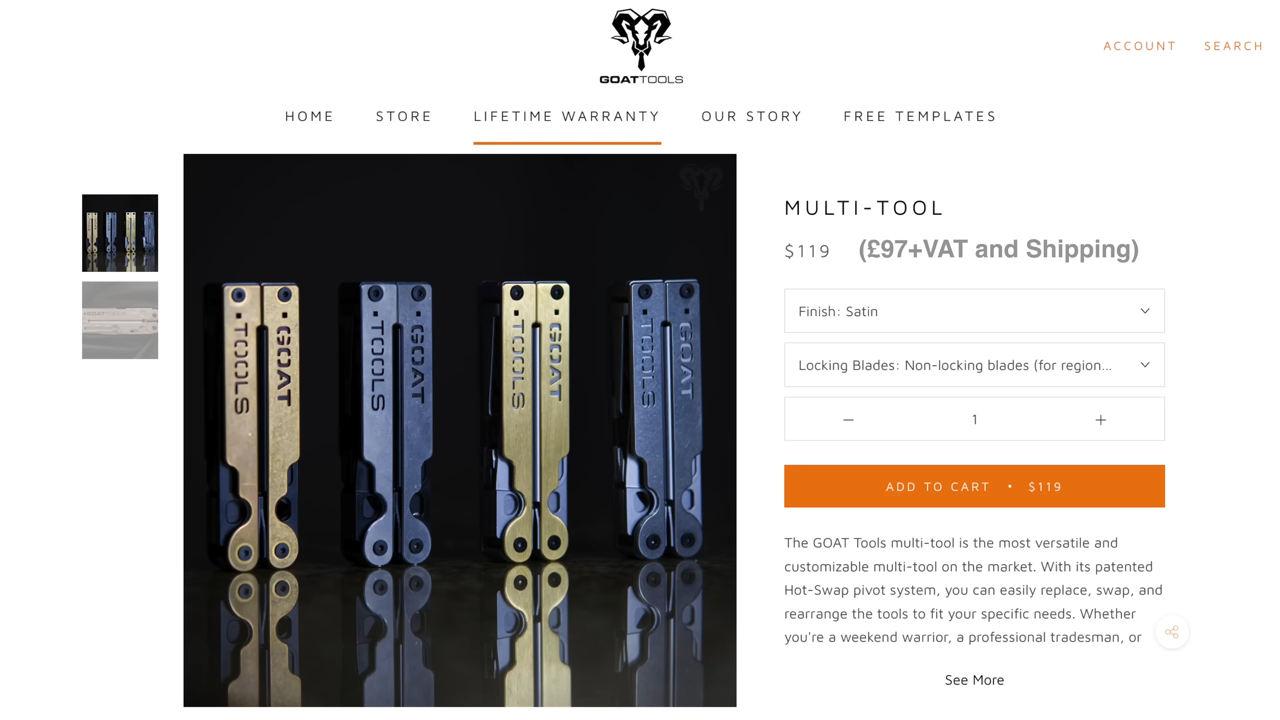 GOATTOOLS
ACCOUNT
SEARCH
HOME
STORE
LIFETIME WARRANTY
OUR STORY
FREE TEMPLATES
TOOLS
GOAT
TOOLS
GOAT
TOOLS
GOAT
TOOLS
GOAT
MULTI-TOOL
$119 (£97+VAT and Shipping)
Finish: Satin
Locking Blades: Non-locking blades (for region...
1
ADD TO CART • $119
The GOAT Tools multi-tool is the most versatile and
customizable multi-tool on the market. With its patented
Hot-Swap pivot system, you can easily replace, swap, and
rearrange the tools to fit your specific needs. Whether
you're a weekend warrior, a professional tradesman, or
See More